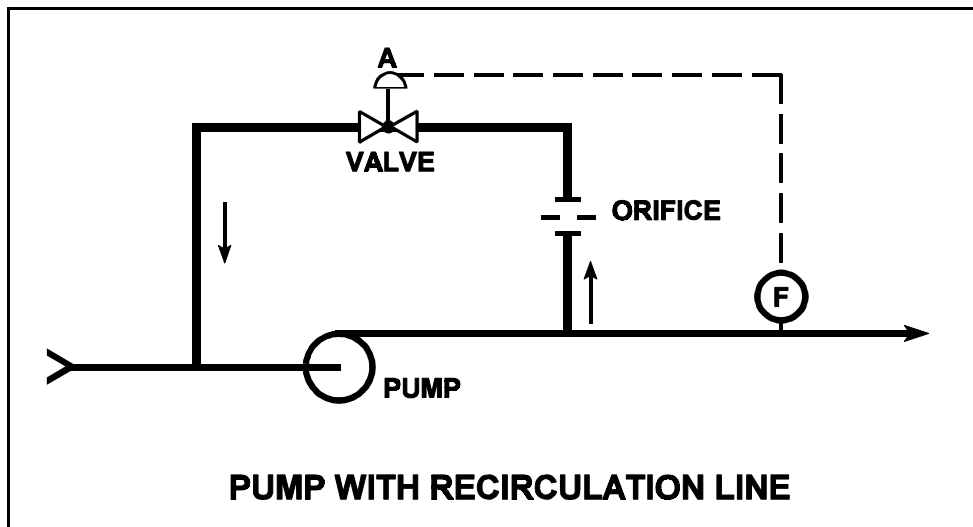 A
VALVE
ORIFICE
F
PUMP
PUMP WITH RECIRCULATION LINE